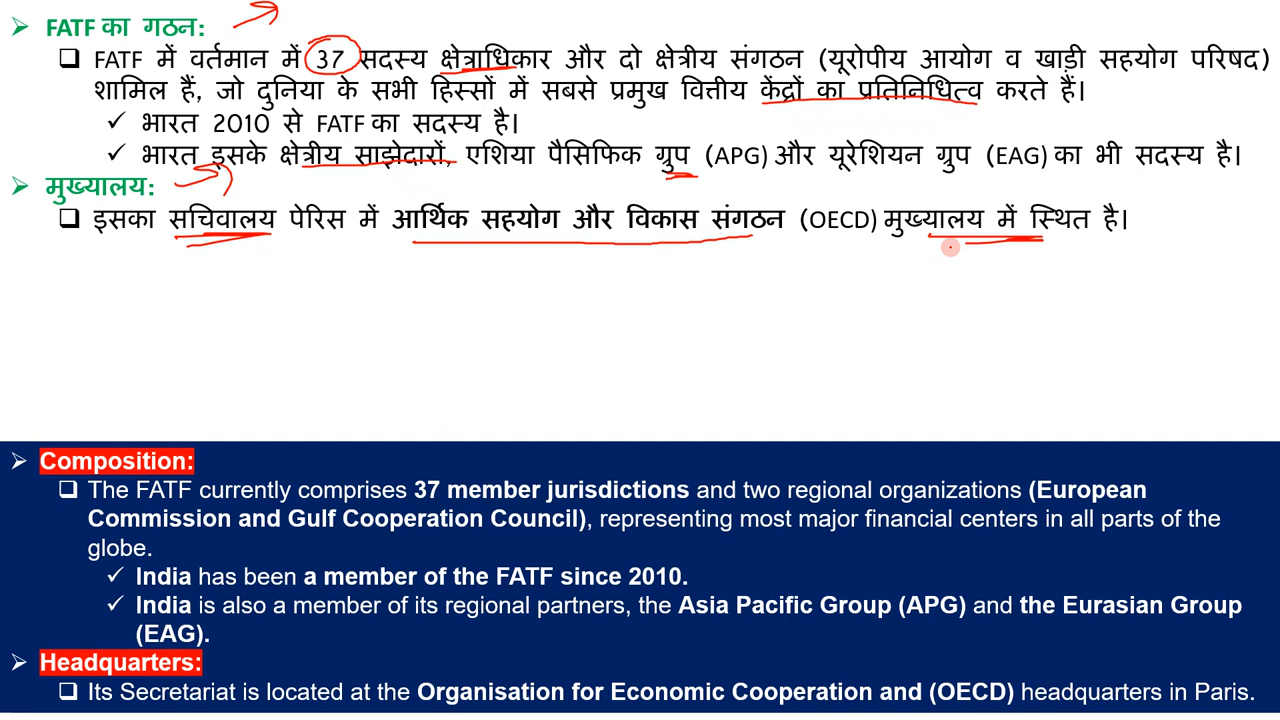 ➢ FATF का गठन:
❑ FATF में वर्तमान में 37 सदस्य क्षेत्राधिकार और दो क्षेत्रीय संगठन (यूरोपीय आयोग व खाड़ी सहयोग परिषद)
शामिल हैं, जो दुनिया के सभी हिस्सों में सबसे प्रमुख वित्तीय केंद्रों का प्रतिनिधित्व करते हैं।
✓ भारत 2010 से FATF का सदस्य है।
✓ भारत इसके क्षेत्रीय साझेदारों, एशिया पैसिफिक ग्रुप (APG) और यूरेशियन ग्रुप (EAG) का भी सदस्य है।
➢ मुख्यालय:
❑ इसका सचिवालय पेरिस में आर्थिक सहयोग और विकास संगठन (OECD) मुख्यालय में स्थित है।
➢ Composition:
❑ The FATF currently comprises 37 member jurisdictions and two regional organizations (European
Commission and Gulf Cooperation Council), representing most major financial centers in all parts of the
globe.
✓ India has been a member of the FATF since 2010.
✓ India is also a member of its regional partners, the Asia Pacific Group (APG) and the Eurasian Group
(EAG).
➢ Headquarters:
❑ Its Secretariat is located at the Organisation for Economic Cooperation and (OECD) headquarters in Paris.